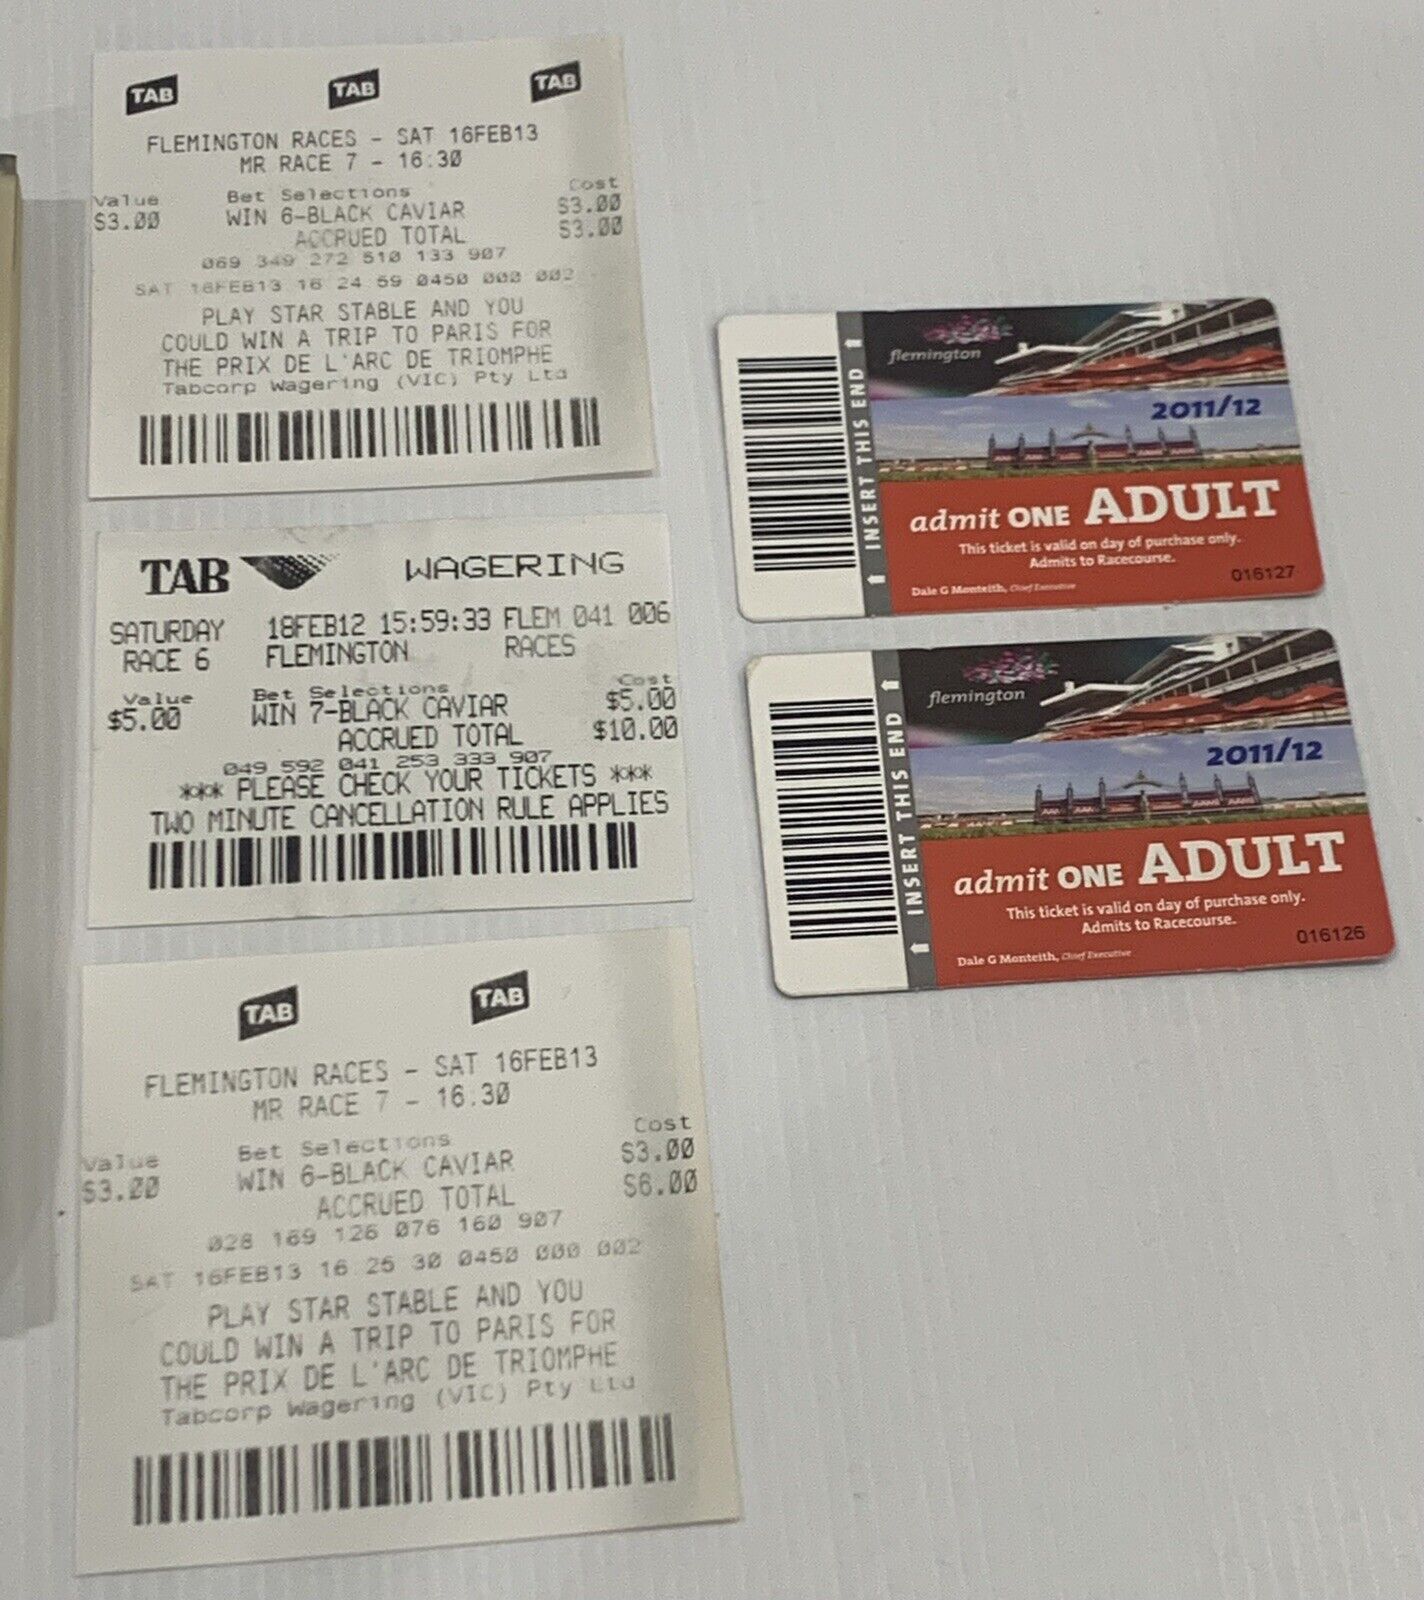 TAB TAB TAB
FLEMINGTON RACES - SAT 16FEB13
MR RACE 7 - 16:30
Value Bet Selections Cost
$3.00 WIN 6-BLACK CAVIAR $3.00
ACCRUED TOTAL $3.00
069 349 272 510 133 907
SAT 16FEB13 16 24 59 0450 000 002
PLAY STAR STABLE AND YOU
COULD WIN A TRIP TO PARIS FOR
THE PRIX DE L'ARC DE TRIOMPHE
Tabcorp Wagering (VIC) Pty Ltd
TAB WAGERING
SATURDAY 18FEB12 15:59:33 FLEM 041 006
RACE 6 FLEMINGTON RACES
Value Bet Selections Cost
$5.00 WIN 7-BLACK CAVIAR $5.00
ACCRUED TOTAL $10.00
049 592 041 253 333 907
*** PLEASE CHECK YOUR TICKETS ***
TWO MINUTE CANCELLATION RULE APPLIES
TAB TAB
FLEMINGTON RACES - SAT 16FEB13
MR RACE 7 - 16:30
Value Bet Selections Cost
$3.00 WIN 6-BLACK CAVIAR $3.00
ACCRUED TOTAL $6.00
028 169 126 076 160 907
SAT 16FEB13 16 25 30 0450 000 002
PLAY STAR STABLE AND YOU
COULD WIN A TRIP TO PARIS FOR
THE PRIX DE L'ARC DE TRIOMPHE
Tabcorp Wagering (VIC) Pty Ltd
INSERT THIS END
flemington
2011/12
admit ONE ADULT
This ticket is valid on day of purchase only.
Admits to Racecourse.
Dale G Monteith, Chief Executive 016127
INSERT THIS END
flemington
2011/12
admit ONE ADULT
This ticket is valid on day of purchase only.
Admits to Racecourse.
Dale G Monteith, Chief Executive 016126